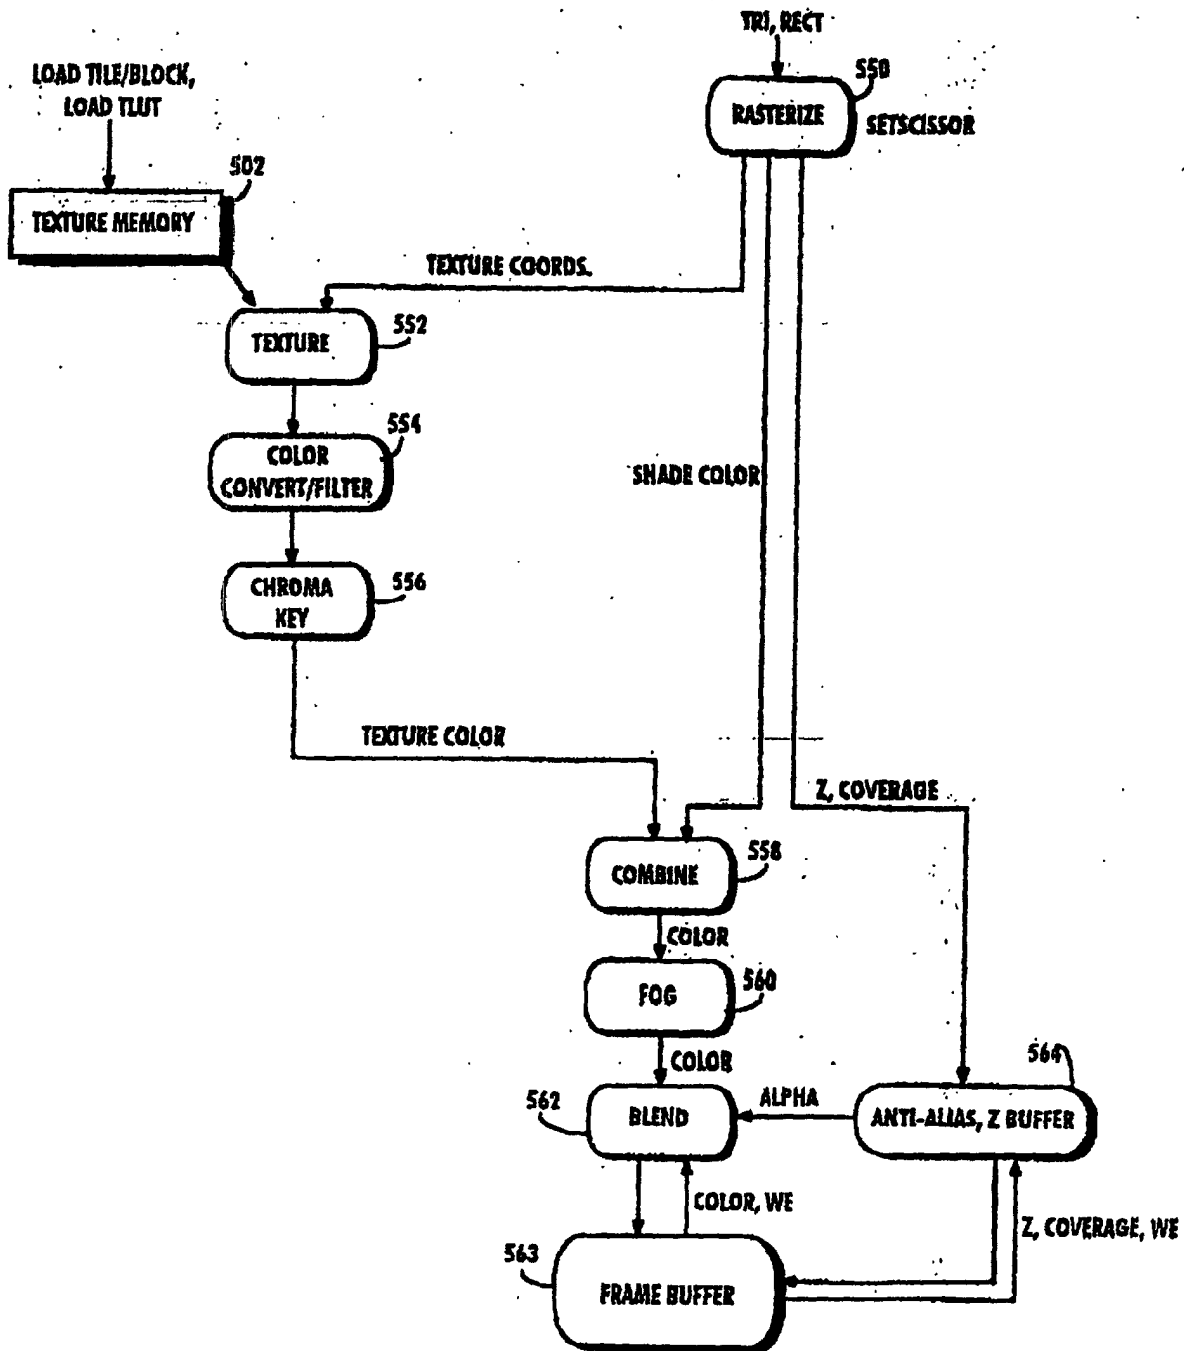 TRI, RECT
550
RASTERIZE
SETSCISSOR
LOAD TILE/BLOCK,
LOAD TLUT
502
TEXTURE MEMORY
TEXTURE COORDS.
552
TEXTURE
554
COLOR
CONVERT/FILTER
SHADE COLOR
556
CHROMA
KEY
TEXTURE COLOR
Z, COVERAGE
558
COMBINE
COLOR
560
FOG
COLOR
564
562
BLEND
ALPHA
ANTI-ALIAS, Z BUFFER
COLOR, WE
Z, COVERAGE, WE
563
FRAME BUFFER